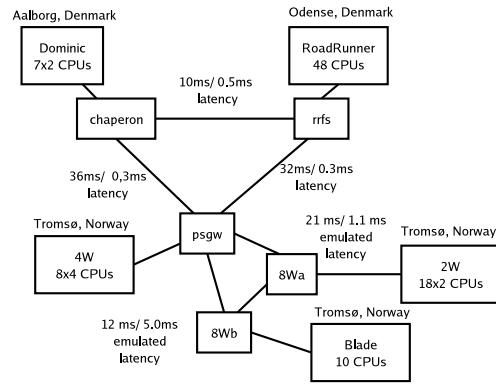 Aalborg, Denmark
Odense, Denmark
Dominic
7x2 CPUs
RoadRunner
48 CPUs
10ms/ 0.5ms
latency
chaperon
rrfs
36ms/ 0,3ms
latency
32ms/ 0.3ms
latency
psgw
21 ms/ 1.1 ms
emulated
latency
Tromsø, Norway
4W
8x4 CPUs
8Wa
Tromsø, Norway
2W
18x2 CPUs
12 ms/ 5.0ms
emulated
latency
8Wb
Tromsø, Norway
Blade
10 CPUs